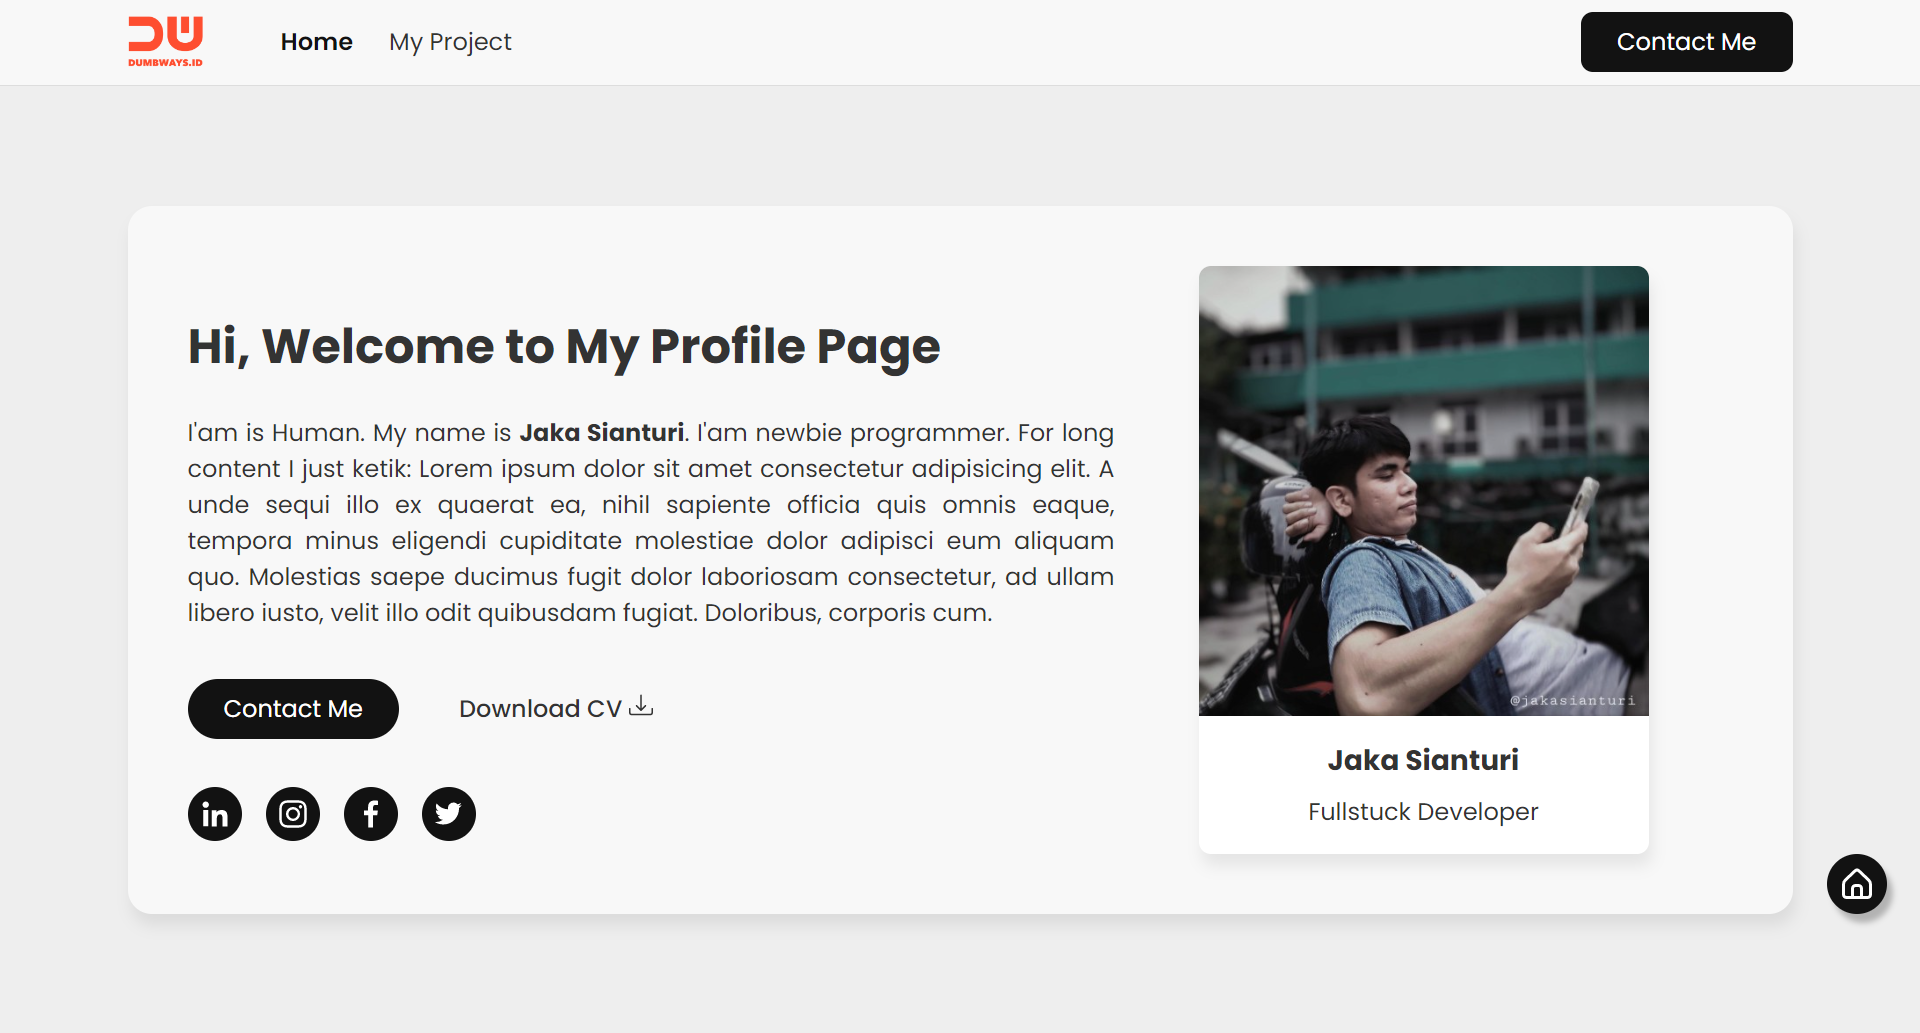 DUMBWAYS.ID
Home
My Project
Contact Me
Hi, Welcome to My Profile Page
I'am is Human. My name is Jaka Sianturi. I'am newbie programmer. For long
content I just ketik: Lorem ipsum dolor sit amet consectetur adipisicing elit. A
unde sequi illo ex quaerat ea, nihil sapiente officia quis omnis eaque,
tempora minus eligendi cupiditate molestiae dolor adipisci eum aliquam
quo. Molestias saepe ducimus fugit dolor laboriosam consectetur, ad ullam
libero iusto, velit illo odit quibusdam fugiat. Doloribus, corporis cum.
Contact Me
Download CV
@jakasianturi
Jaka Sianturi
Fullstuck Developer